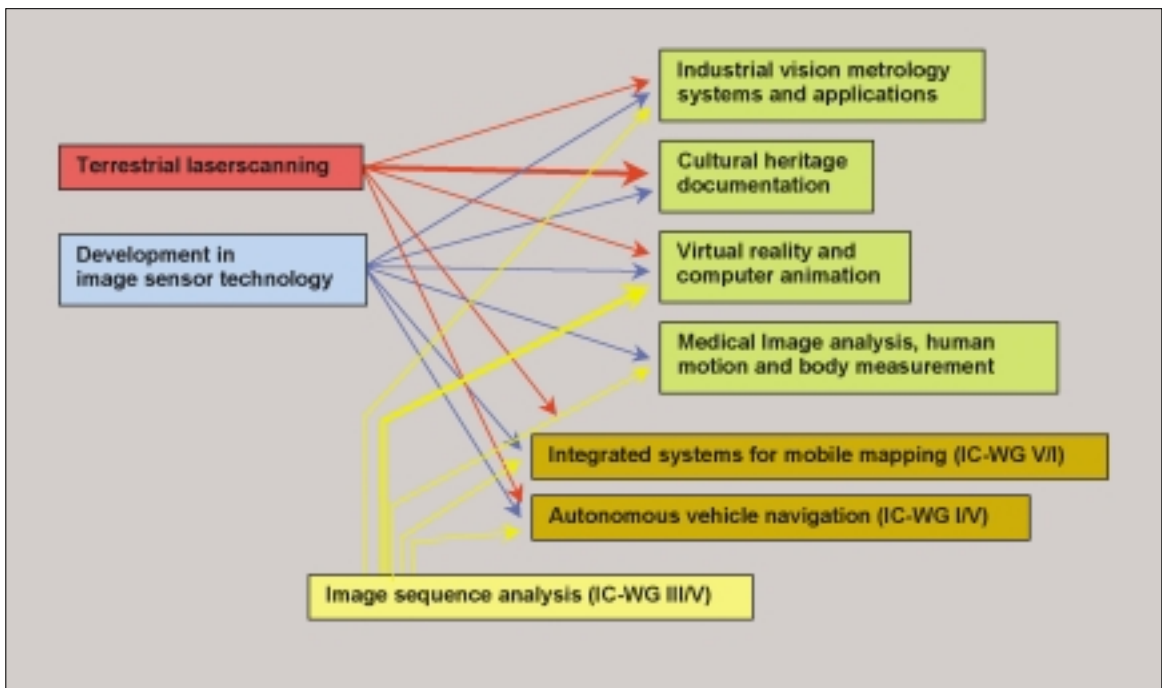 Industrial vision metrology
systems and applications
Terrestrial laserscanning
Cultural heritage
documentation
Development in
image sensor technology
Virtual reality and
computer animation
Medical Image analysis, human
motion and body measurement
Integrated systems for mobile mapping (IC-WG V/I)
Autonomous vehicle navigation (IC-WG I/V)
Image sequence analysis (IC-WG III/V)